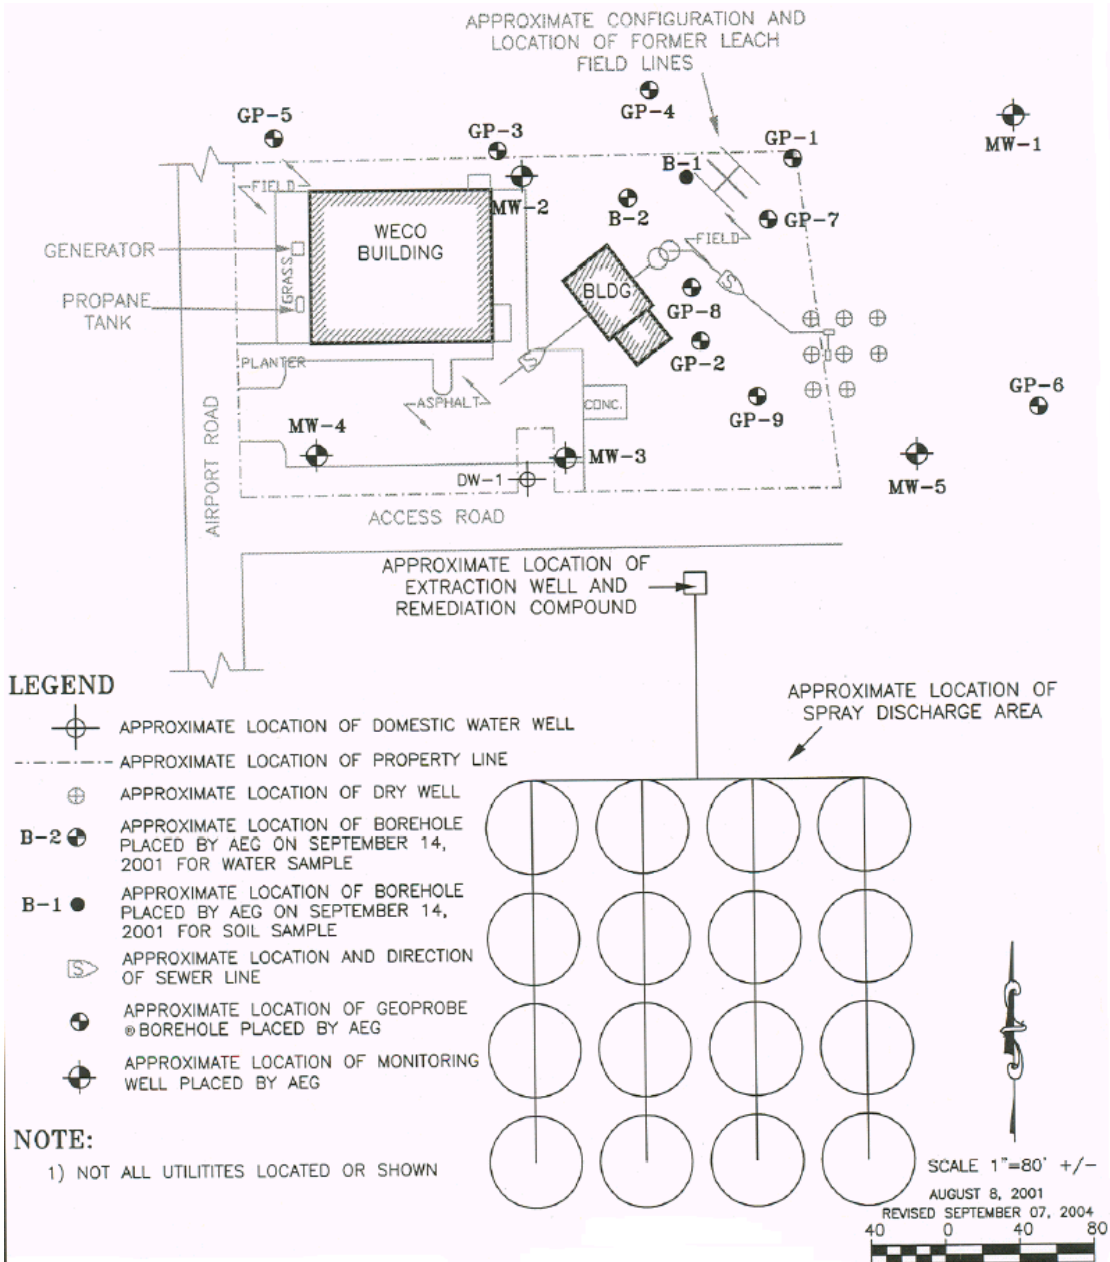 APPROXIMATE CONFIGURATION AND
LOCATION OF FORMER LEACH
FIELD LINES
GP-4
GP-5
GP-3
GP-1
MW-1
B-1
FIELD
MW-2
B-2
GP-7
WECO
BUILDING
FIELD
GENERATOR
GRASS
S
BLDG
GP-8
PROPANE
TANK
GP-2
S
PLANTER
GP-6
ASPHALT
CONC.
GP-9
AIRPORT ROAD
MW-4
MW-3
DW-1
MW-5
ACCESS ROAD
APPROXIMATE LOCATION OF
EXTRACTION WELL AND
REMEDIATION COMPOUND
APPROXIMATE LOCATION OF
SPRAY DISCHARGE AREA
LEGEND
APPROXIMATE LOCATION OF DOMESTIC WATER WELL
APPROXIMATE LOCATION OF PROPERTY LINE
APPROXIMATE LOCATION OF DRY WELL
B-2 APPROXIMATE LOCATION OF BOREHOLE
PLACED BY AEG ON SEPTEMBER 14,
2001 FOR WATER SAMPLE
B-1 APPROXIMATE LOCATION OF BOREHOLE
PLACED BY AEG ON SEPTEMBER 14,
2001 FOR SOIL SAMPLE
S APPROXIMATE LOCATION AND DIRECTION
OF SEWER LINE
APPROXIMATE LOCATION OF GEOPROBE
® BOREHOLE PLACED BY AEG
APPROXIMATE LOCATION OF MONITORING
WELL PLACED BY AEG
NOTE:
1) NOT ALL UTILITITES LOCATED OR SHOWN
SCALE 1"=80' +/-
AUGUST 8, 2001
REVISED SEPTEMBER 07, 2004
40 0 40 80